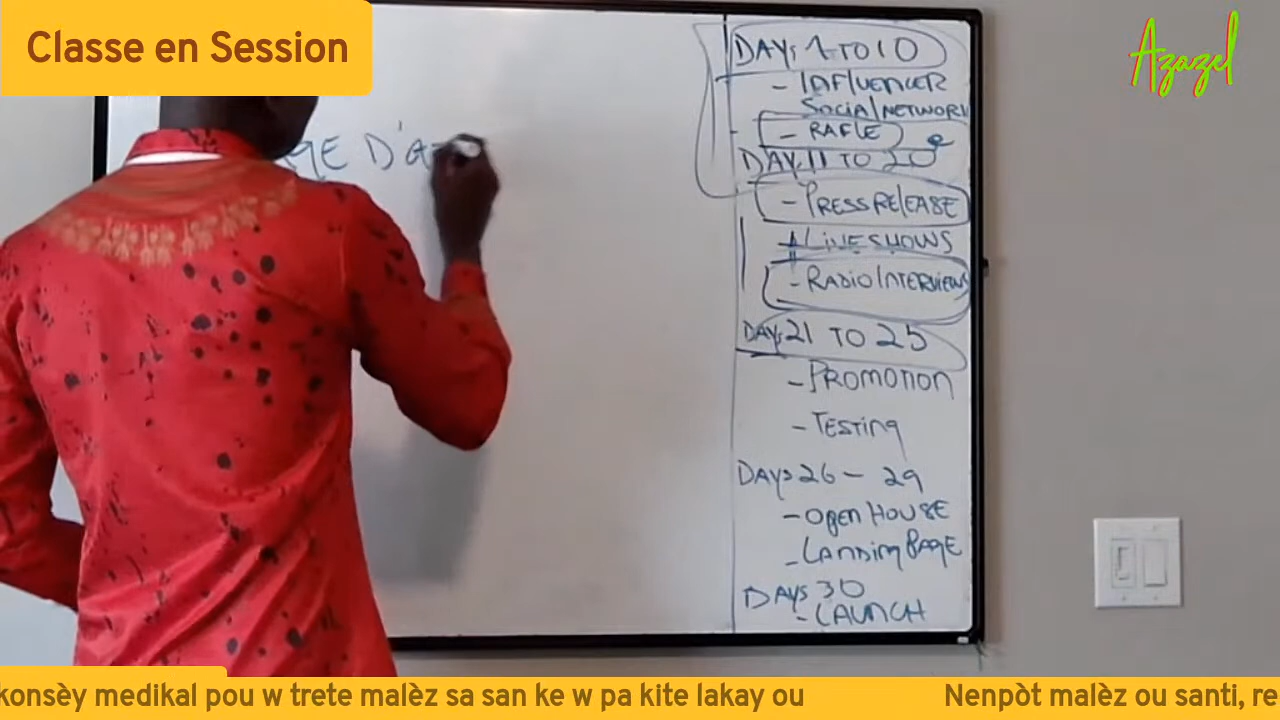 Classe en Session
Azazel
DAYS 1 TO 10
- INFLUENCER
SOCIAL NETWORK
- RAFLE
DAYS 11 TO 20
- PRESS RELEASE
LIVE SHOWS
- RADIO INTERVIEWS
DAYS 21 TO 25
- PROMOTION
- TESTING
DAYS 26 - 29
- OPEN HOUSE
- LANDING PAGE
DAYS 30
- LAUNCH
konsèy medikal pou w trete malèz sa san ke w pa kite lakay ou
Nenpòt malèz ou santi, re